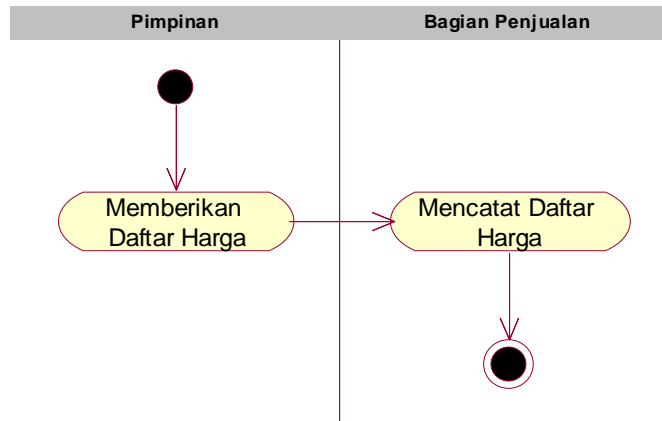 Pimpinan
Bagian Penjualan
Memberikan
Daftar Harga
Mencatat Daftar
Harga